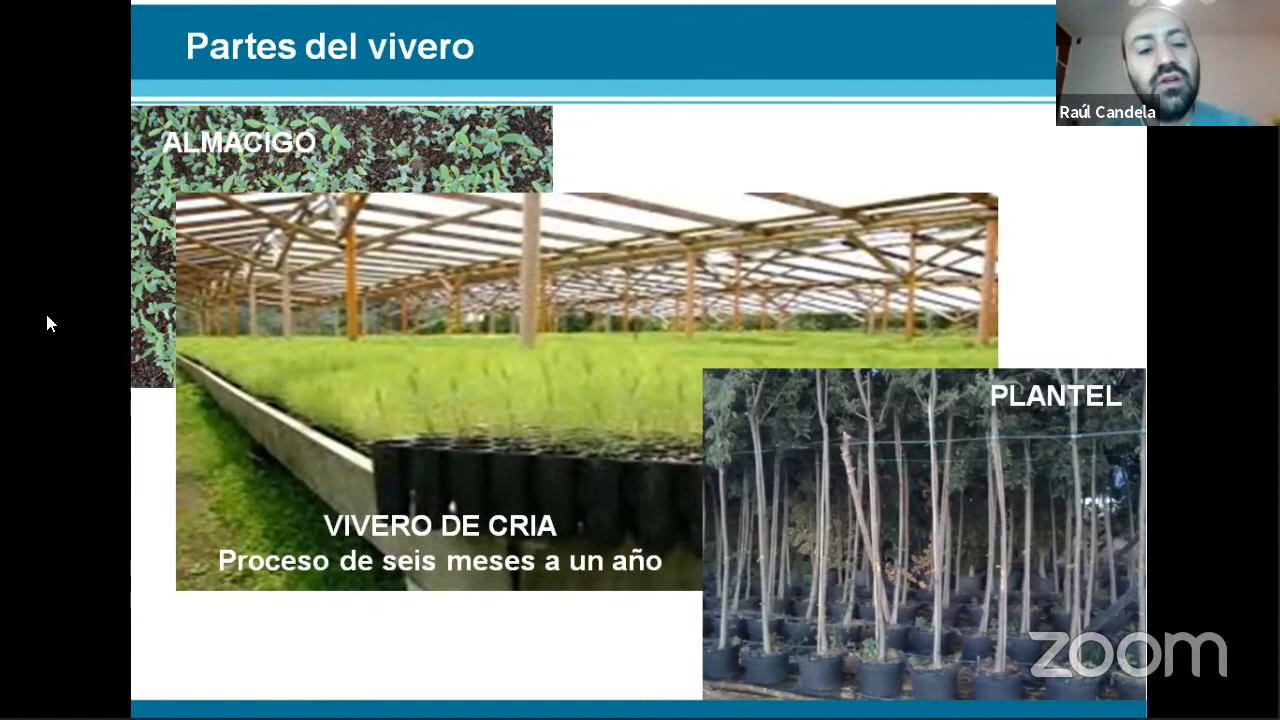 Partes del vivero
Raúl Candela
ALMACIGO
PLANTEL
VIVERO DE CRIA
Proceso de seis meses a un año
zoom